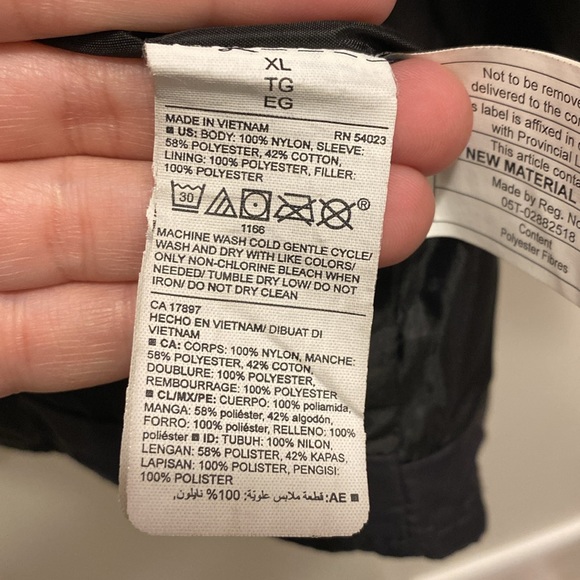 XL
TG
EG
MADE IN VIETNAM RN 54023
■ US: BODY: 100% NYLON, SLEEVE:
58% POLYESTER, 42% COTTON,
LINING: 100% POLYESTER, FILLER:
100% POLYESTER
30 ®
1166
MACHINE WASH COLD GENTLE CYCLE/
WASH AND DRY WITH LIKE COLORS/
ONLY NON-CHLORINE BLEACH WHEN
NEEDED/ TUMBLE DRY LOW/ DO NOT
IRON/ DO NOT DRY CLEAN
CA 17897
HECHO EN VIETNAM/ DIBUAT DI
VIETNAM
■ CA: CORPS: 100% NYLON, MANCHE:
58% POLYESTER, 42% COTON,
DOUBLURE: 100% POLYESTER,
REMBOURRAGE: 100% POLYESTER
■ CL/MX/PE: CUERPO: 100% poliamida,
MANGA: 58% poliéster, 42% algodón,
FORRO: 100% poliester, RELLENO: 100%
poliéster ■ ID: TUBUH: 100% NILON,
LENGAN: 58% POLISTER, 42% KAPAS,
LAPISAN: 100% POLISTER, PENGISI:
100% POLISTER
■ AE: قطعة ملابس علوية: 100% نايلون,
Not to be remove
delivered to the con
s label is affixed in c
with Provincial
This article conta
NEW MATERIAL
Made by Reg. No
05T-02882518
Content
Polyester Fibres